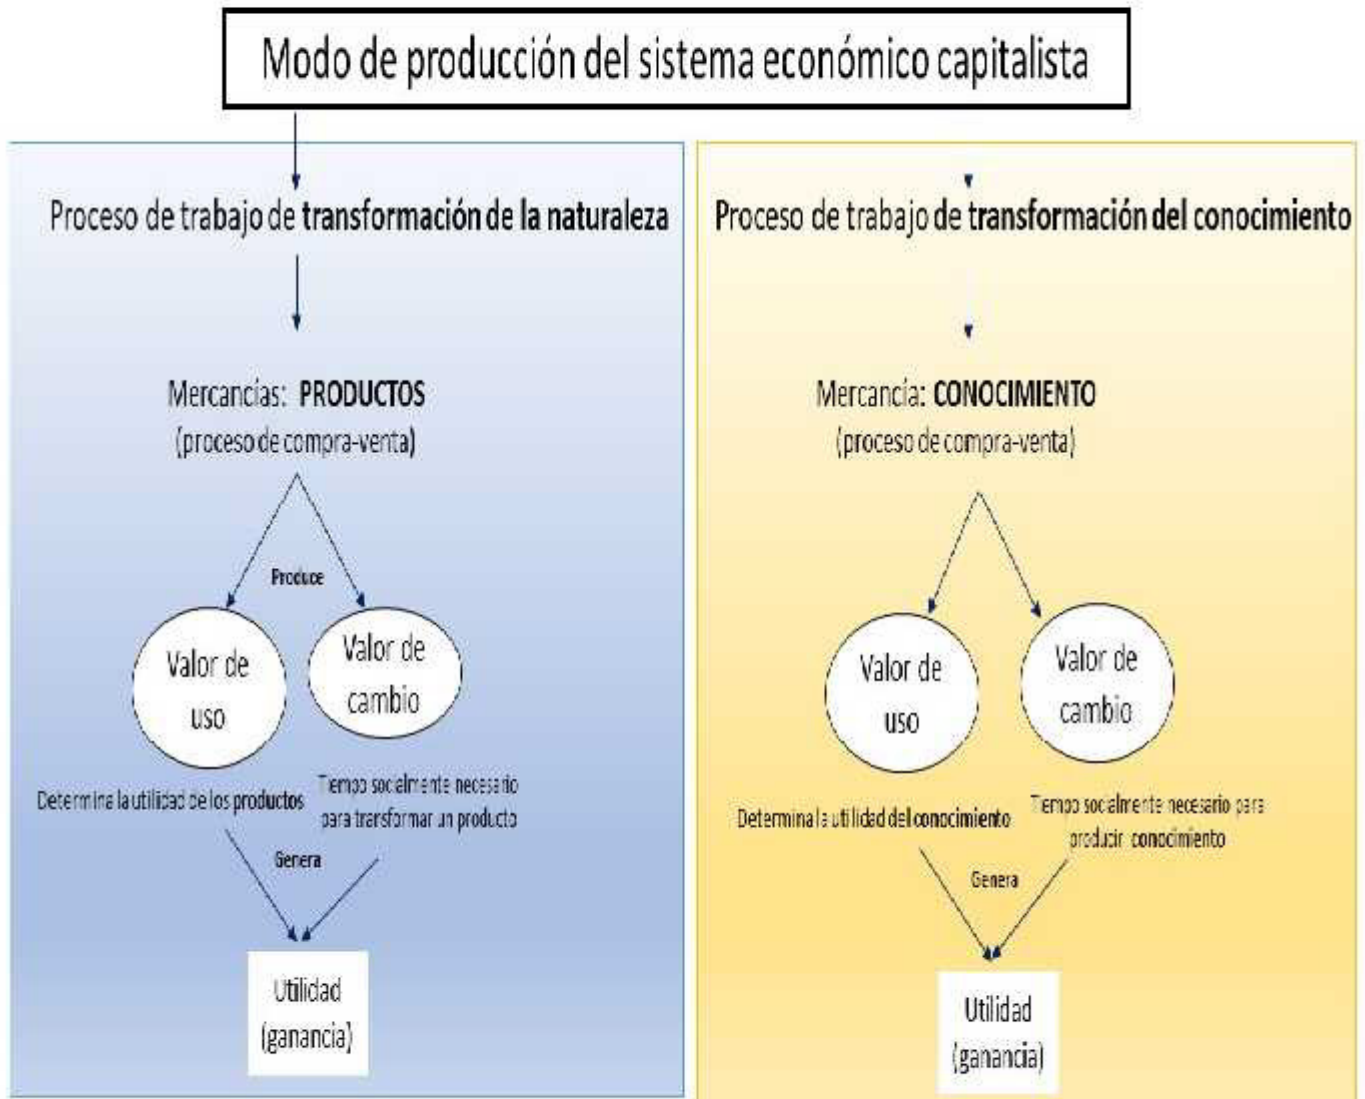 Modo de producción del sistema económico capitalista
Proceso de trabajo de transformación de la naturaleza
Mercancías: PRODUCTOS
(proceso de compra-venta)
Produce
Valor de
uso
Valor de
cambio
Determina la utilidad de los productos
Tiempo socialmente necesario
para transformar un producto
Genera
Utilidad
(ganancia)
Proceso de trabajo de transformación del conocimiento
Mercancía: CONOCIMIENTO
(proceso de compra-venta)
Valor de
uso
Valor de
cambio
Determina la utilidad del conocimiento
Tiempo socialmente necesario para
producir conocimiento
Genera
Utilidad
(ganancia)